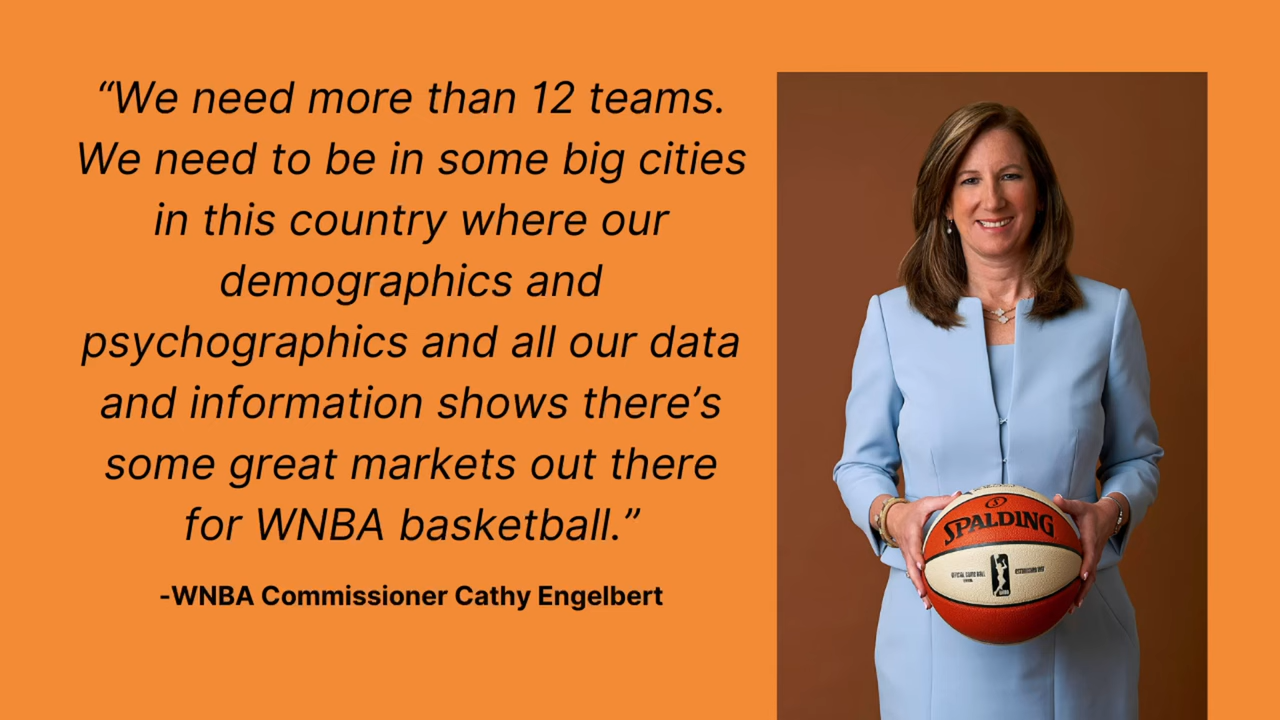 “We need more than 12 teams.
We need to be in some big cities
in this country where our
demographics and
psychographics and all our data
and information shows there’s
some great markets out there
for WNBA basketball.”
-WNBA Commissioner Cathy Engelbert
SPALDING